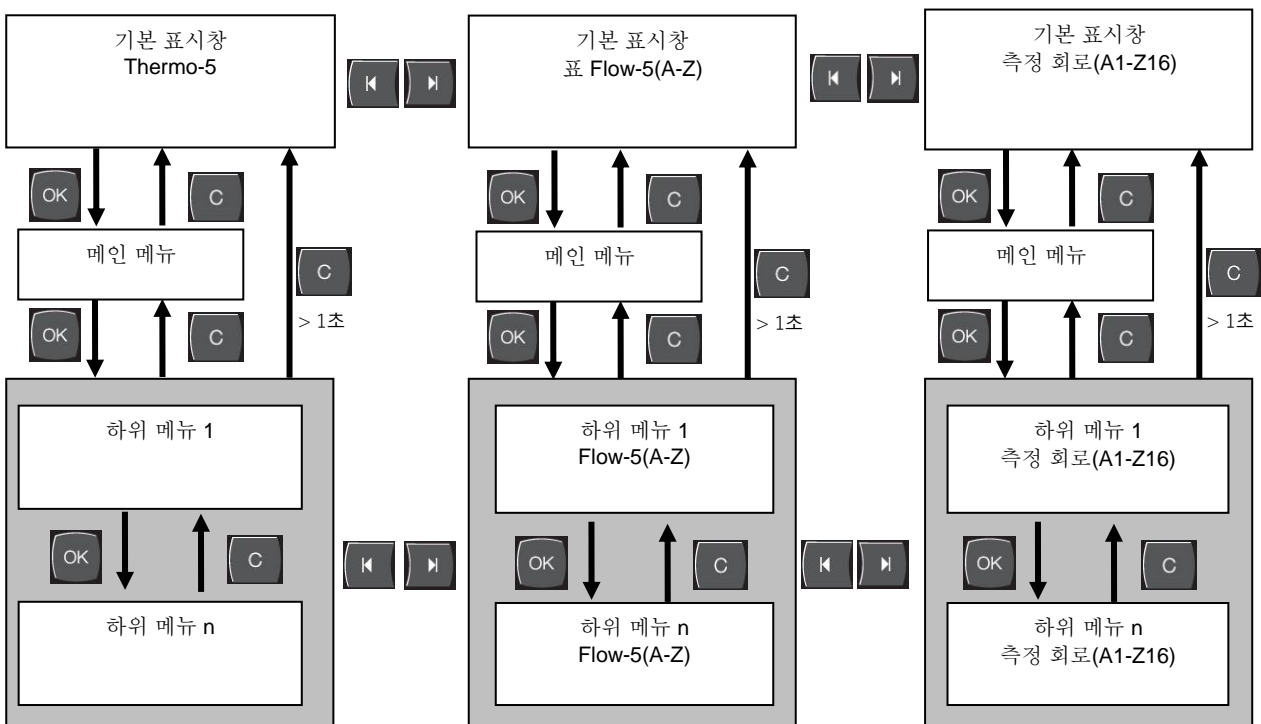 기본 표시창
Thermo-5
기본 표시창
표 Flow-5(A-Z)
기본 표시창
측정 회로(A1-Z16)
OK
C
OK
C
OK
C
메인 메뉴
메인 메뉴
메인 메뉴
C
C
C
> 1초
> 1초
> 1초
OK
C
OK
C
OK
C
하위 메뉴 1
하위 메뉴 1
Flow-5(A-Z)
하위 메뉴 1
측정 회로(A1-Z16)
OK
C
OK
C
OK
C
하위 메뉴 n
하위 메뉴 n
Flow-5(A-Z)
하위 메뉴 n
측정 회로(A1-Z16)